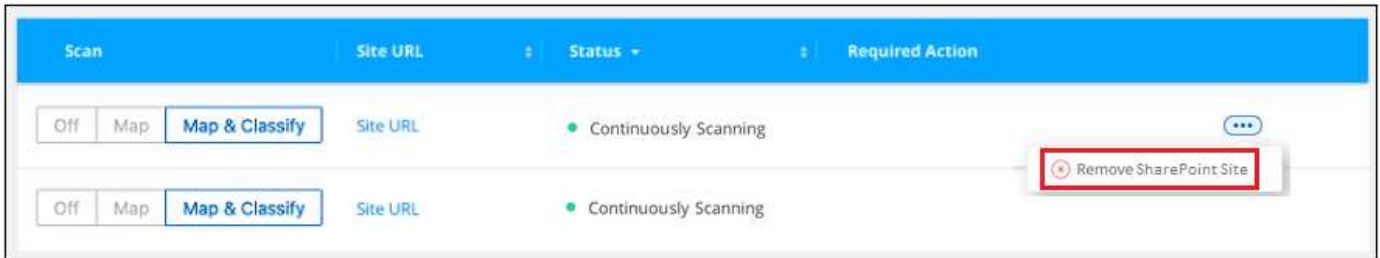 Scan Site URL Status Required Action
Off Map Map & Classify Site URL Continuously Scanning
Remove SharePoint Site
Off Map Map & Classify Site URL Continuously Scanning